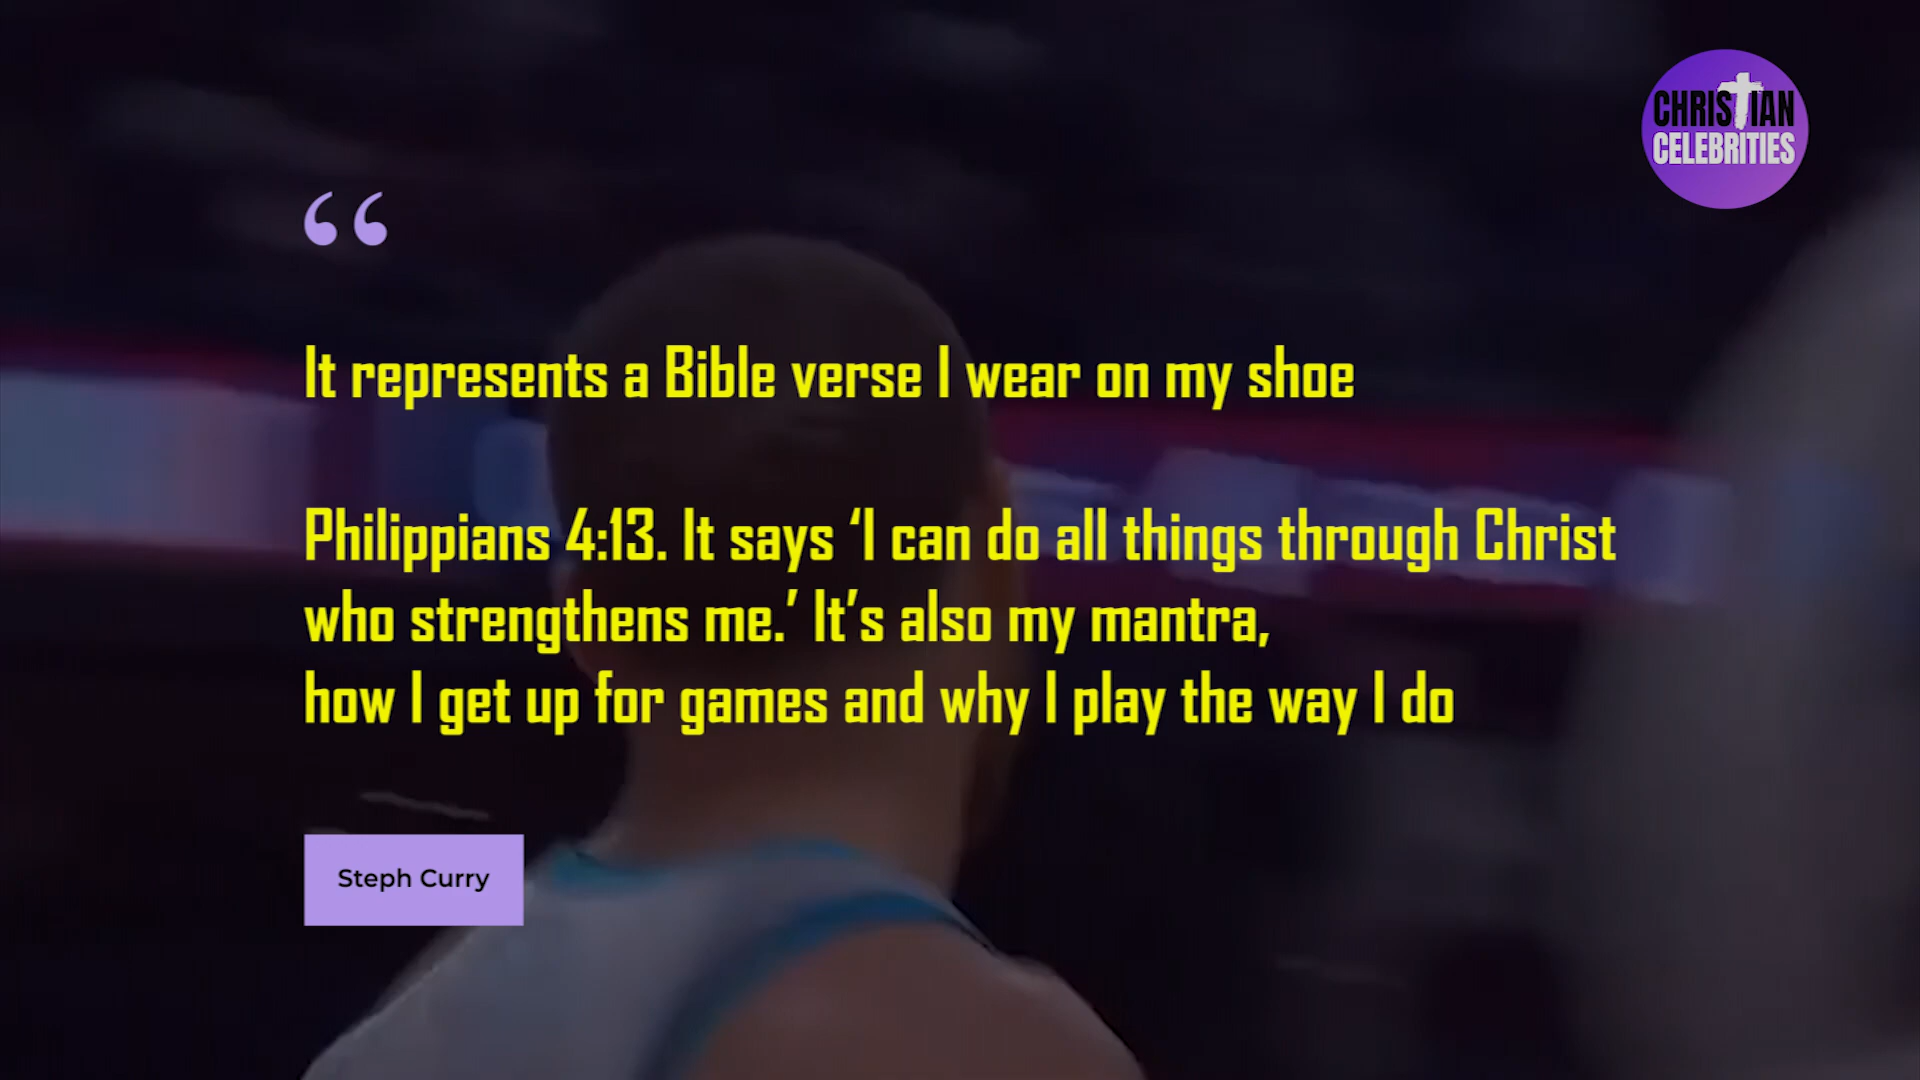 CHRISTIAN
CELEBRITIES
“
It represents a Bible verse I wear on my shoe
Philippians 4:13. It says ‘I can do all things through Christ
who strengthens me.’ It’s also my mantra,
how I get up for games and why I play the way I do
Steph Curry